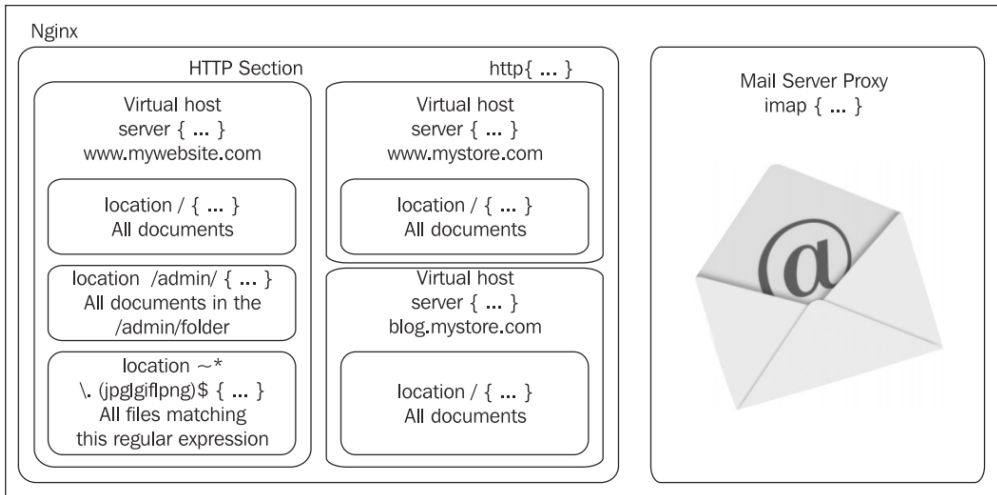 Nginx
HTTP Section
http{ ... }
Virtual host
server { ... }
www.mywebsite.com
location / { ... }
All documents
location /admin/ { ... }
All documents in the
/admin/folder
location ~*
\. (jpg|gif|png)$ { ... }
All files matching
this regular expression
Virtual host
server { ... }
www.mystore.com
location / { ... }
All documents
Virtual host
server { ... }
blog.mystore.com
location / { ... }
All documents
Mail Server Proxy
imap { ... }
@